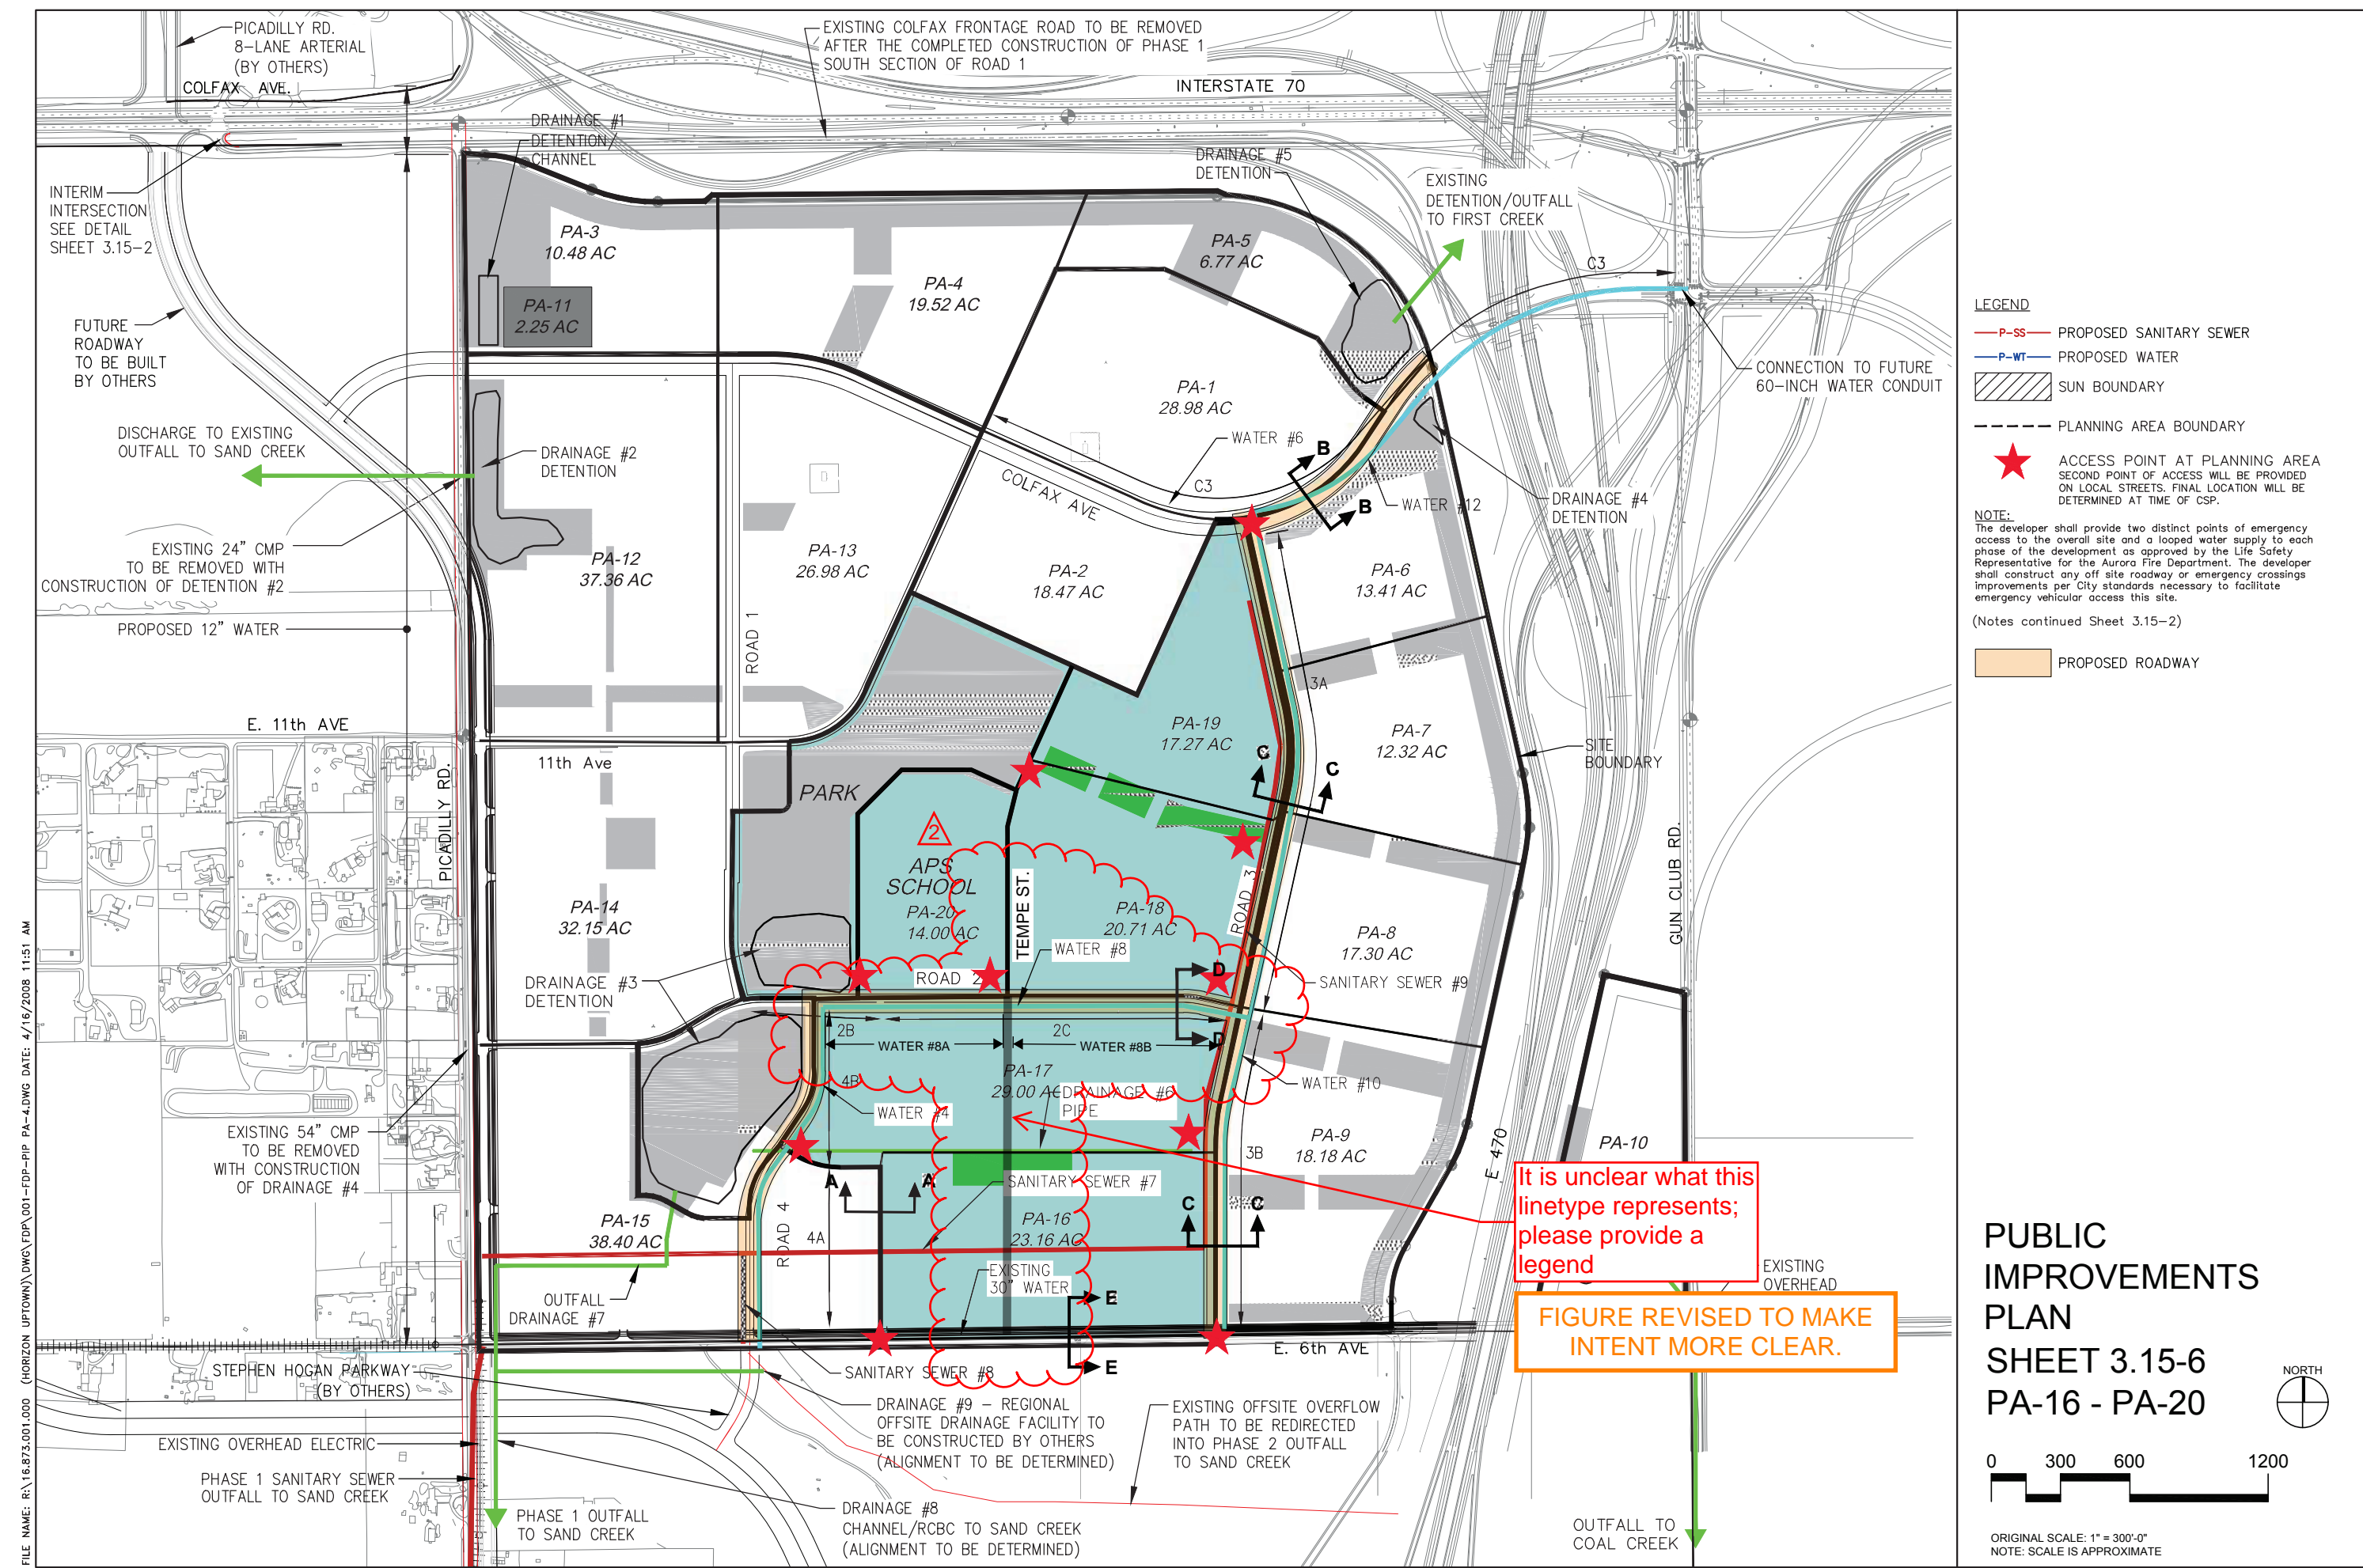 PICADILLY RD.
8-LANE ARTERIAL
(BY OTHERS)
COLFAX AVE.
EXISTING COLFAX FRONTAGE ROAD TO BE REMOVED
AFTER THE COMPLETED CONSTRUCTION OF PHASE 1
SOUTH SECTION OF ROAD 1
INTERSTATE 70
DRAINAGE #1
DETENTION/
CHANNEL
DRAINAGE #5
DETENTION
EXISTING
DETENTION/OUTFALL
TO FIRST CREEK
INTERIM
INTERSECTION
SEE DETAIL
SHEET 3.15-2
PA-3
10.48 AC
PA-5
6.77 AC
PA-4
19.52 AC
C3
PA-11
2.25 AC
FUTURE
ROADWAY
TO BE BUILT
BY OTHERS
CONNECTION TO FUTURE
60-INCH WATER CONDUIT
PA-1
28.98 AC
WATER #6
B
B
C3
COLFAX AVE
WATER #12
DISCHARGE TO EXISTING
OUTFALL TO SAND CREEK
DRAINAGE #2
DETENTION
DRAINAGE #4
DETENTION
EXISTING 24" CMP
TO BE REMOVED WITH
CONSTRUCTION OF DETENTION #2
PA-12
37.36 AC
PA-13
26.98 AC
PA-2
18.47 AC
PA-6
13.41 AC
PROPOSED 12" WATER
ROAD 1
3A
E. 11th AVE
11th Ave
PA-19
17.27 AC
PA-7
12.32 AC
SITE
BOUNDARY
C
C
PICADILLY RD.
PARK
2
APS
SCHOOL
PA-20
14.00 AC
TEMPE ST.
PA-18
20.71 AC
ROAD 3
GUN CLUB RD.
PA-14
32.15 AC
PA-8
17.30 AC
WATER #8
DRAINAGE #3
DETENTION
ROAD 2
D
D
SANITARY SEWER #9
2B
2C
WATER #8A
WATER #8B
PA-17
29.00 AC
4B
WATER #4
DRAINAGE #6
PIPE
WATER #10
EXISTING 54" CMP
TO BE REMOVED
WITH CONSTRUCTION
OF DRAINAGE #4
PA-9
18.18 AC
3B
E 470
PA-10
A
A
SANITARY SEWER #7
C
C
PA-15
38.40 AC
ROAD 4
4A
PA-16
23.16 AC
EXISTING
30" WATER
It is unclear what this
linetype represents;
please provide a
legend
EXISTING
OVERHEAD
OUTFALL
DRAINAGE #7
E
E
FIGURE REVISED TO MAKE
INTENT MORE CLEAR.
E. 6th AVE
STEPHEN HOGAN PARKWAY
(BY OTHERS)
SANITARY SEWER #8
DRAINAGE #9 - REGIONAL
OFFSITE DRAINAGE FACILITY TO
BE CONSTRUCTED BY OTHERS
(ALIGNMENT TO BE DETERMINED)
EXISTING OFFSITE OVERFLOW
PATH TO BE REDIRECTED
INTO PHASE 2 OUTFALL
TO SAND CREEK
EXISTING OVERHEAD ELECTRIC
PHASE 1 SANITARY SEWER
OUTFALL TO SAND CREEK
PHASE 1 OUTFALL
TO SAND CREEK
DRAINAGE #8
CHANNEL/RCBC TO SAND CREEK
(ALIGNMENT TO BE DETERMINED)
OUTFALL TO
COAL CREEK
FILE NAME: R:\16.873.001.000 (HORIZON UPTOWN)\DWG\FDP\001-FDP-PIP PA-4.DWG DATE: 4/16/2008 11:51 AM
LEGEND
P-SS PROPOSED SANITARY SEWER
P-WT PROPOSED WATER
SUN BOUNDARY
PLANNING AREA BOUNDARY
ACCESS POINT AT PLANNING AREA
SECOND POINT OF ACCESS WILL BE PROVIDED
ON LOCAL STREETS. FINAL LOCATION WILL BE
DETERMINED AT TIME OF CSP.
NOTE:
The developer shall provide two distinct points of emergency
access to the overall site and a looped water supply to each
phase of the development as approved by the Life Safety
Representative for the Aurora Fire Department. The developer
shall construct any off site roadway or emergency crossings
improvements per City standards necessary to facilitate
emergency vehicular access this site.
(Notes continued Sheet 3.15-2)
PROPOSED ROADWAY
PUBLIC
IMPROVEMENTS
PLAN
SHEET 3.15-6
PA-16 - PA-20
NORTH
0 300 600 1200
ORIGINAL SCALE: 1" = 300'-0"
NOTE: SCALE IS APPROXIMATE